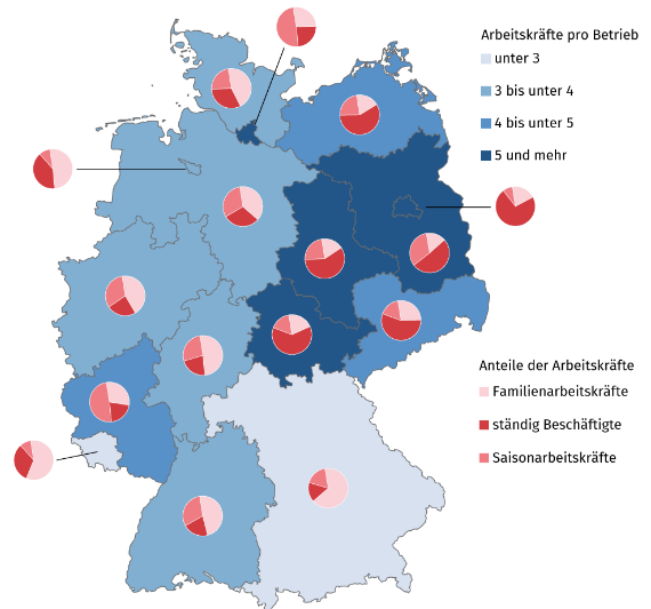 Arbeitskräfte pro Betrieb
unter 3
3 bis unter 4
4 bis unter 5
5 und mehr
Anteile der Arbeitskräfte
Familienarbeitskräfte
ständig Beschäftigte
Saisonarbeitskräfte